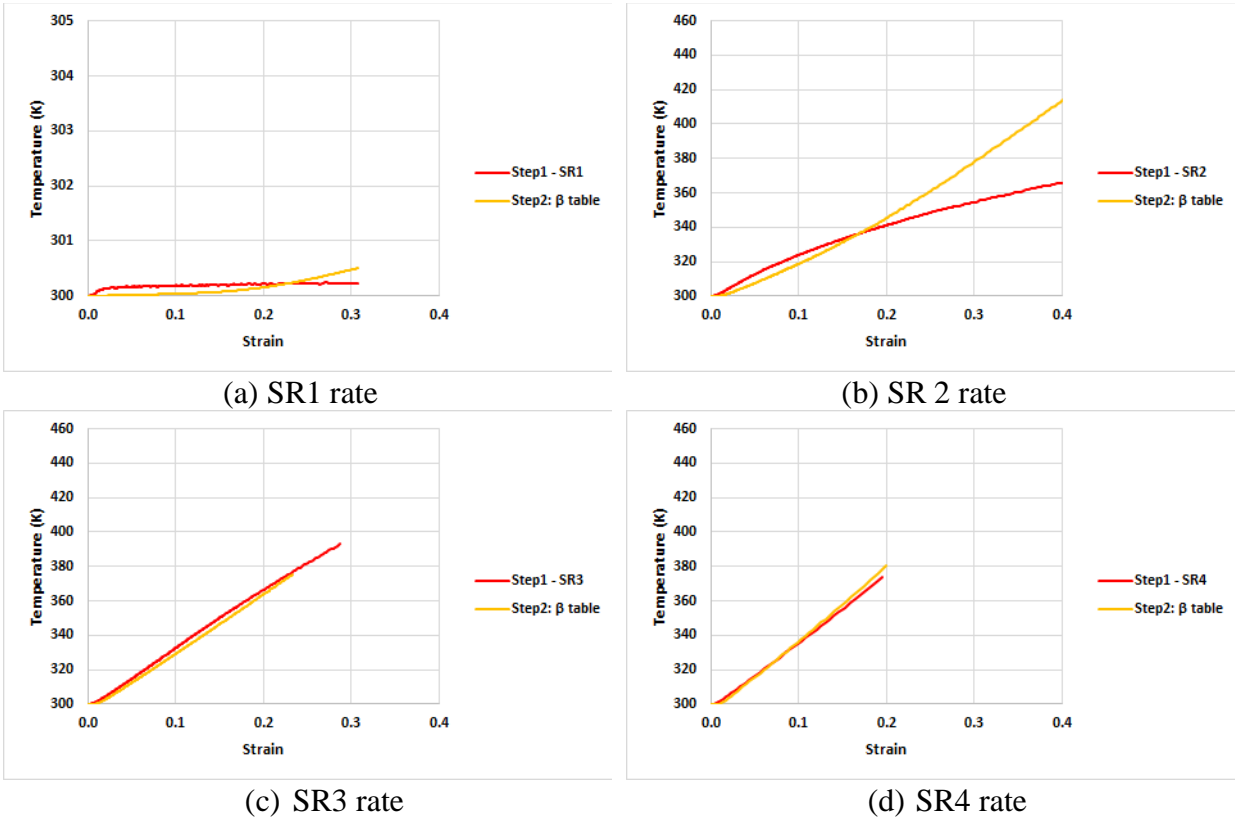 305
304
303
302
301
300
Temperature (K)
0.0 0.1 0.2 0.3 0.4
Strain
Step1 - SR1
Step2: β table
(a) SR1 rate
460
440
420
400
380
360
340
320
300
Temperature (K)
0.0 0.1 0.2 0.3 0.4
Strain
Step1 - SR2
Step2: β table
(b) SR 2 rate
460
440
420
400
380
360
340
320
300
Temperature (K)
0.0 0.1 0.2 0.3 0.4
Strain
Step1 - SR3
Step2: β table
(c) SR3 rate
460
440
420
400
380
360
340
320
300
Temperature (K)
0.0 0.1 0.2 0.3 0.4
Strain
Step1 - SR4
Step2: β table
(d) SR4 rate